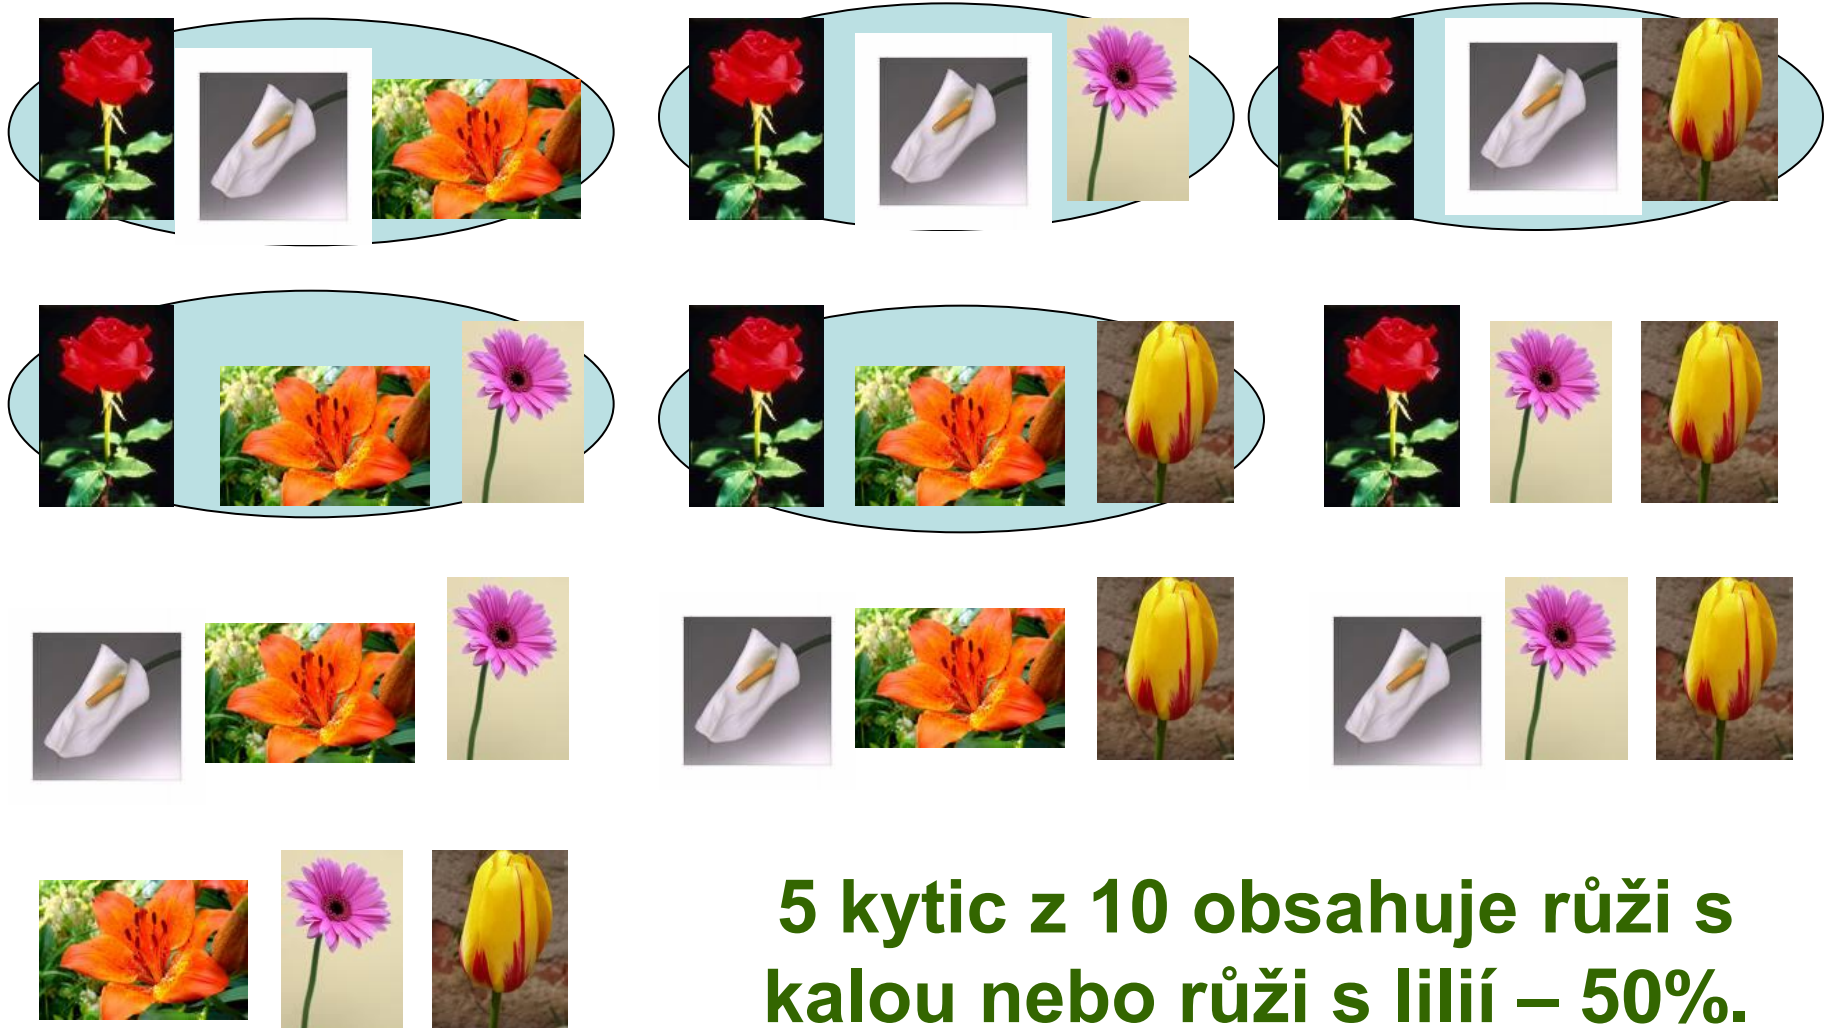 5 kytic z 10 obsahuje růži s
kalou nebo růži s lilií – 50%.